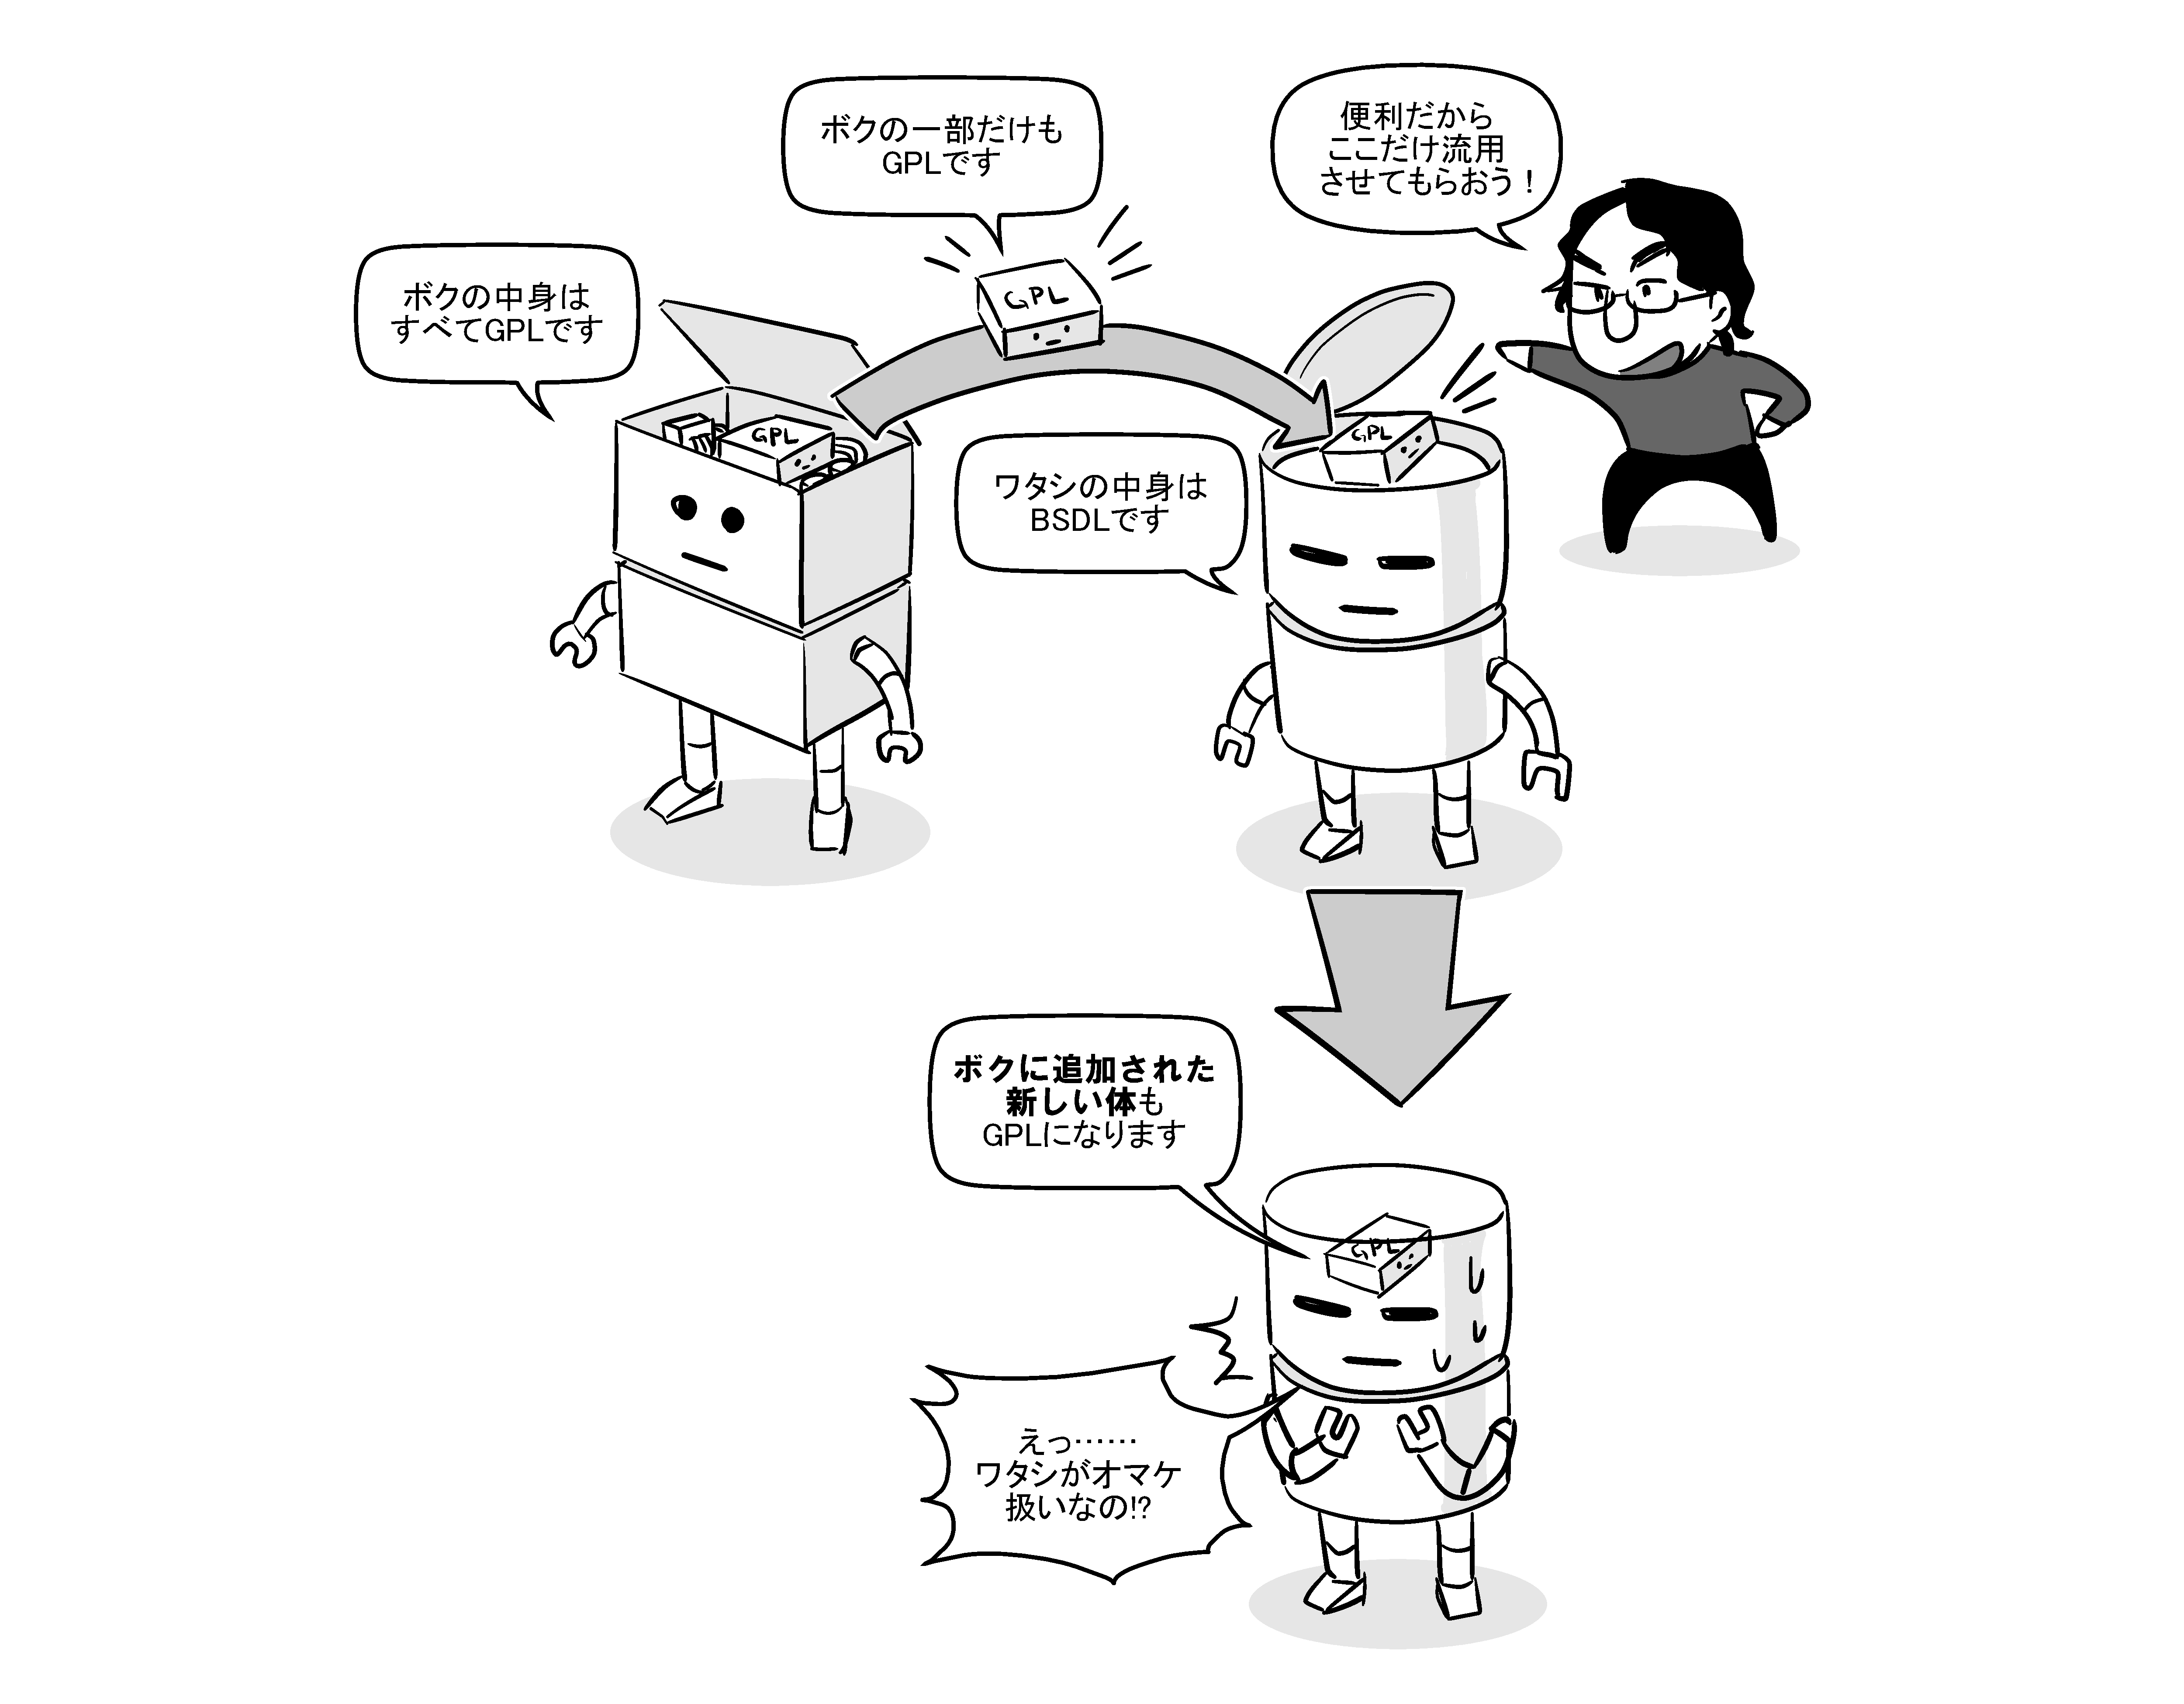 ボクの一部だけも
GPLです
便利だから
ここだけ流用
させてもらおう！
ボクの中身は
すべてGPLです
GPL
GPL
GPL
ワタシの中身は
BSDLです
ボクに追加された
新しい体も
GPLになります
GPL
えっ……
ワタシがオマケ
扱いなの!?